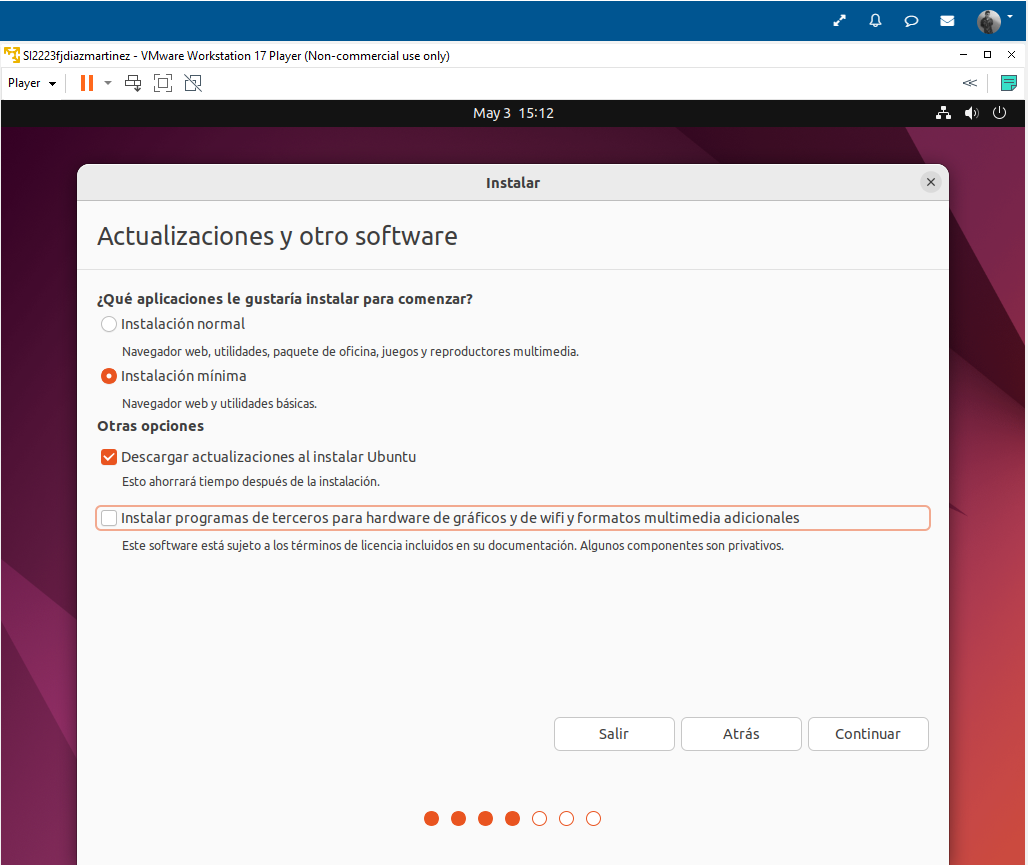 SI2223fjdiazmartinez - VMware Workstation 17 Player (Non-commercial use only)
Player
May 3 15:12
Instalar
Actualizaciones y otro software
¿Qué aplicaciones le gustaría instalar para comenzar?
Instalación normal
Navegador web, utilidades, paquete de oficina, juegos y reproductores multimedia.
Instalación mínima
Navegador web y utilidades básicas.
Otras opciones
Descargar actualizaciones al instalar Ubuntu
Esto ahorrará tiempo después de la instalación.
Instalar programas de terceros para hardware de gráficos y de wifi y formatos multimedia adicionales
Este software está sujeto a los términos de licencia incluidos en su documentación. Algunos componentes son privativos.
Salir Atrás Continuar